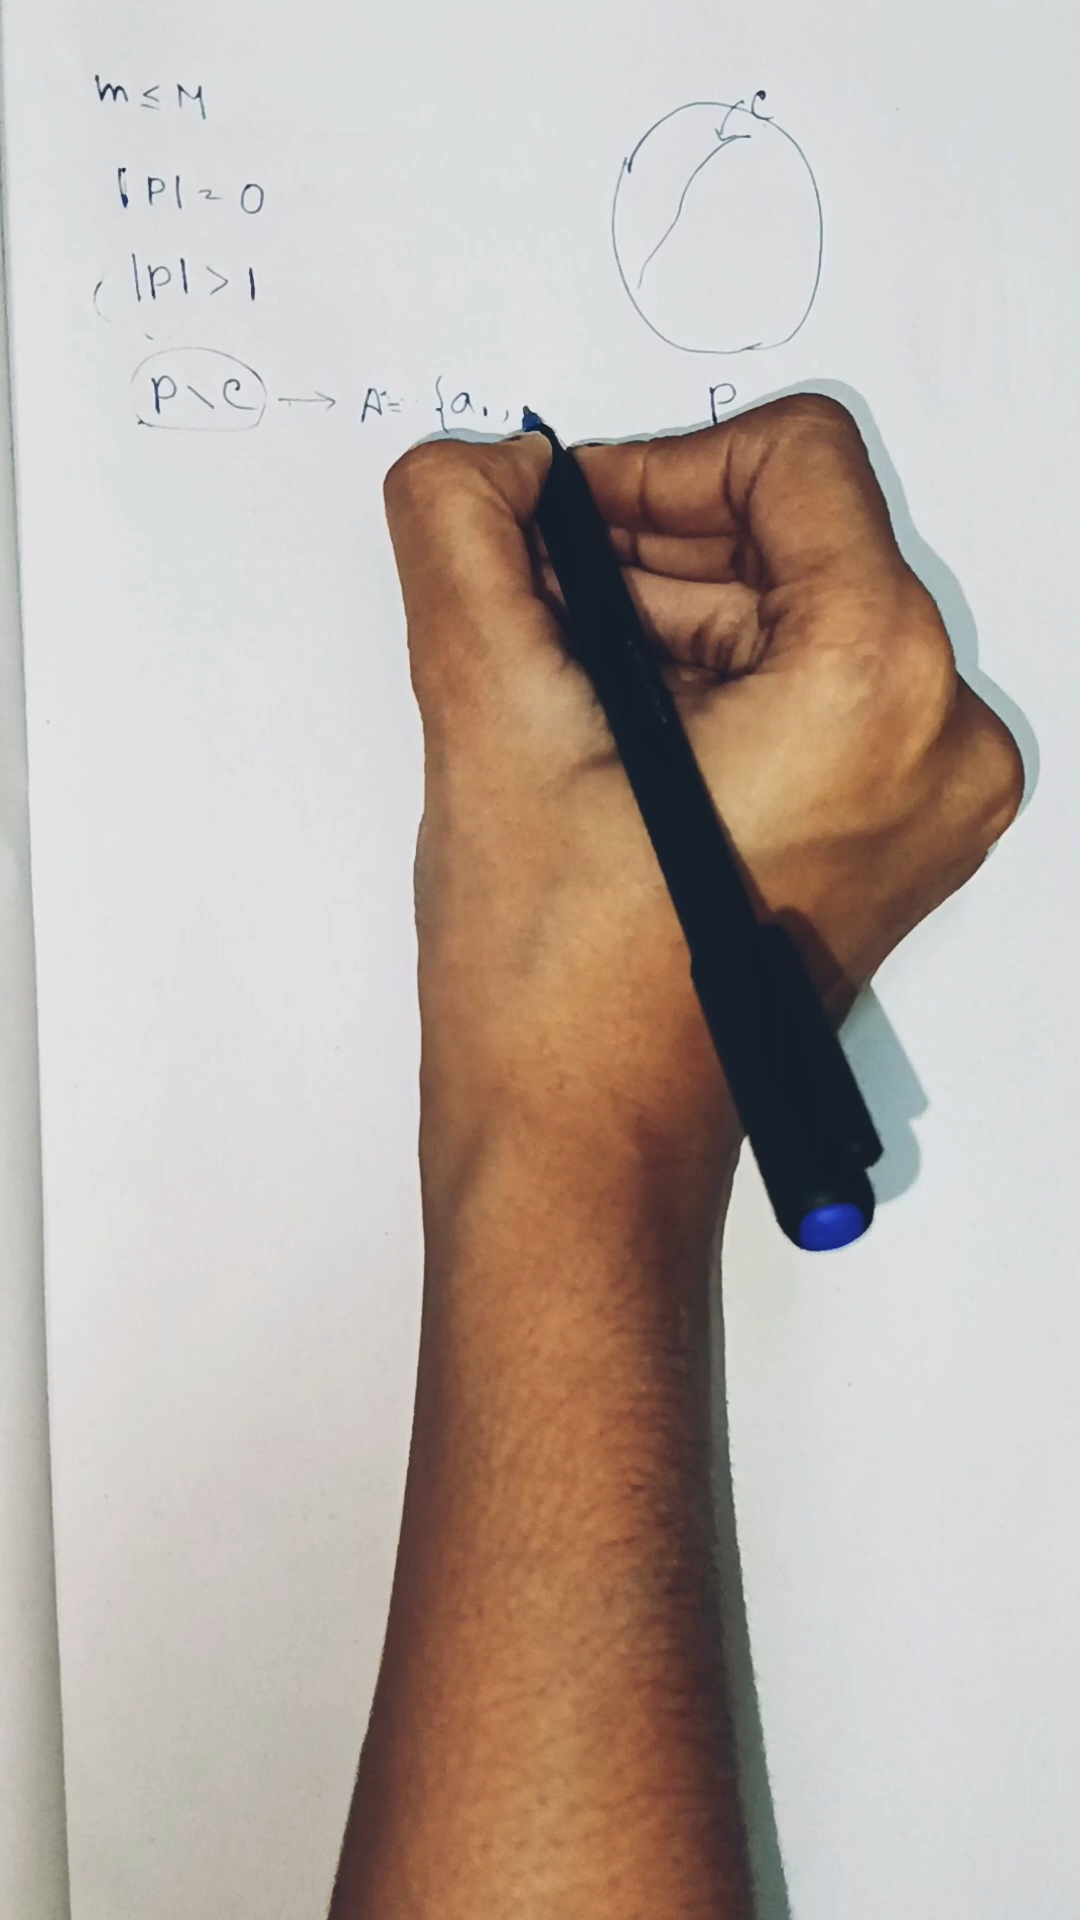 m ≤ M
C
|P| = 0
|P| > 1
P \ C → A = {a₁,
P